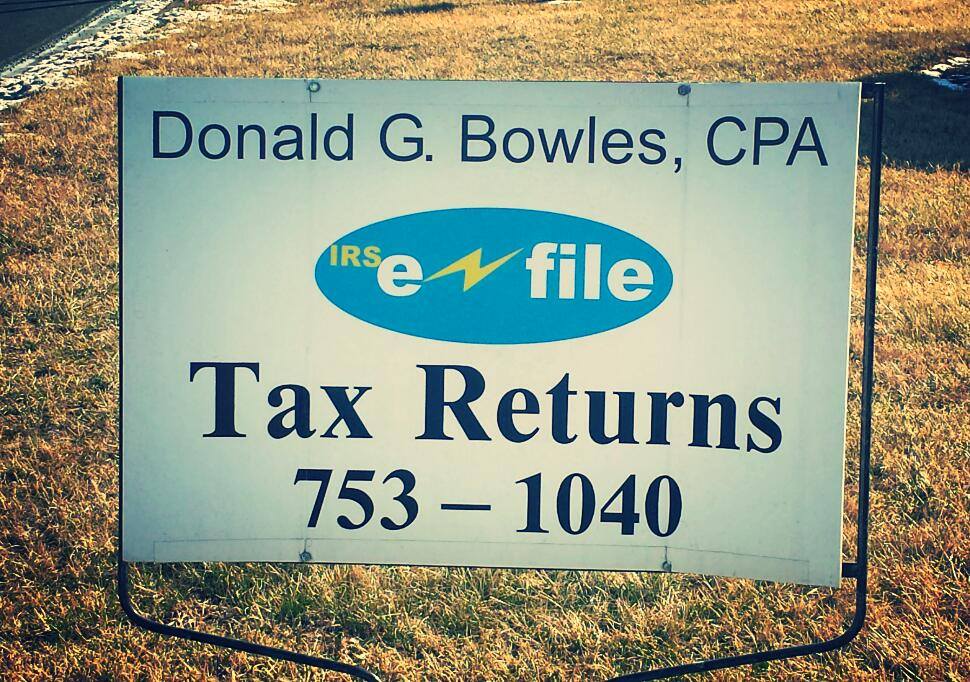 Donald G. Bowles, CPA
IRS e file
Tax Returns
753 – 1040